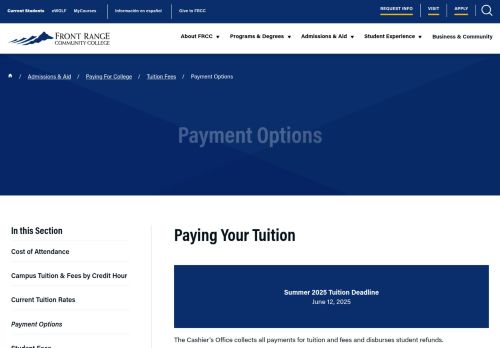 Current Students eWOLF MyCourses Información en español Give to FRCC REQUEST INFO VISIT APPLY
FRONT RANGE
COMMUNITY COLLEGE
About FRCC Programs & Degrees Admissions & Aid Student Experience Business & Community
/ Admissions & Aid / Paying For College / Tuition Fees / Payment Options
Payment Options
In this Section
Cost of Attendance
Campus Tuition & Fees by Credit Hour
Current Tuition Rates
Payment Options
Student Fees
Paying Your Tuition
Summer 2025 Tuition Deadline
June 12, 2025
The Cashier's Office collects all payments for tuition and fees and disburses student refunds.